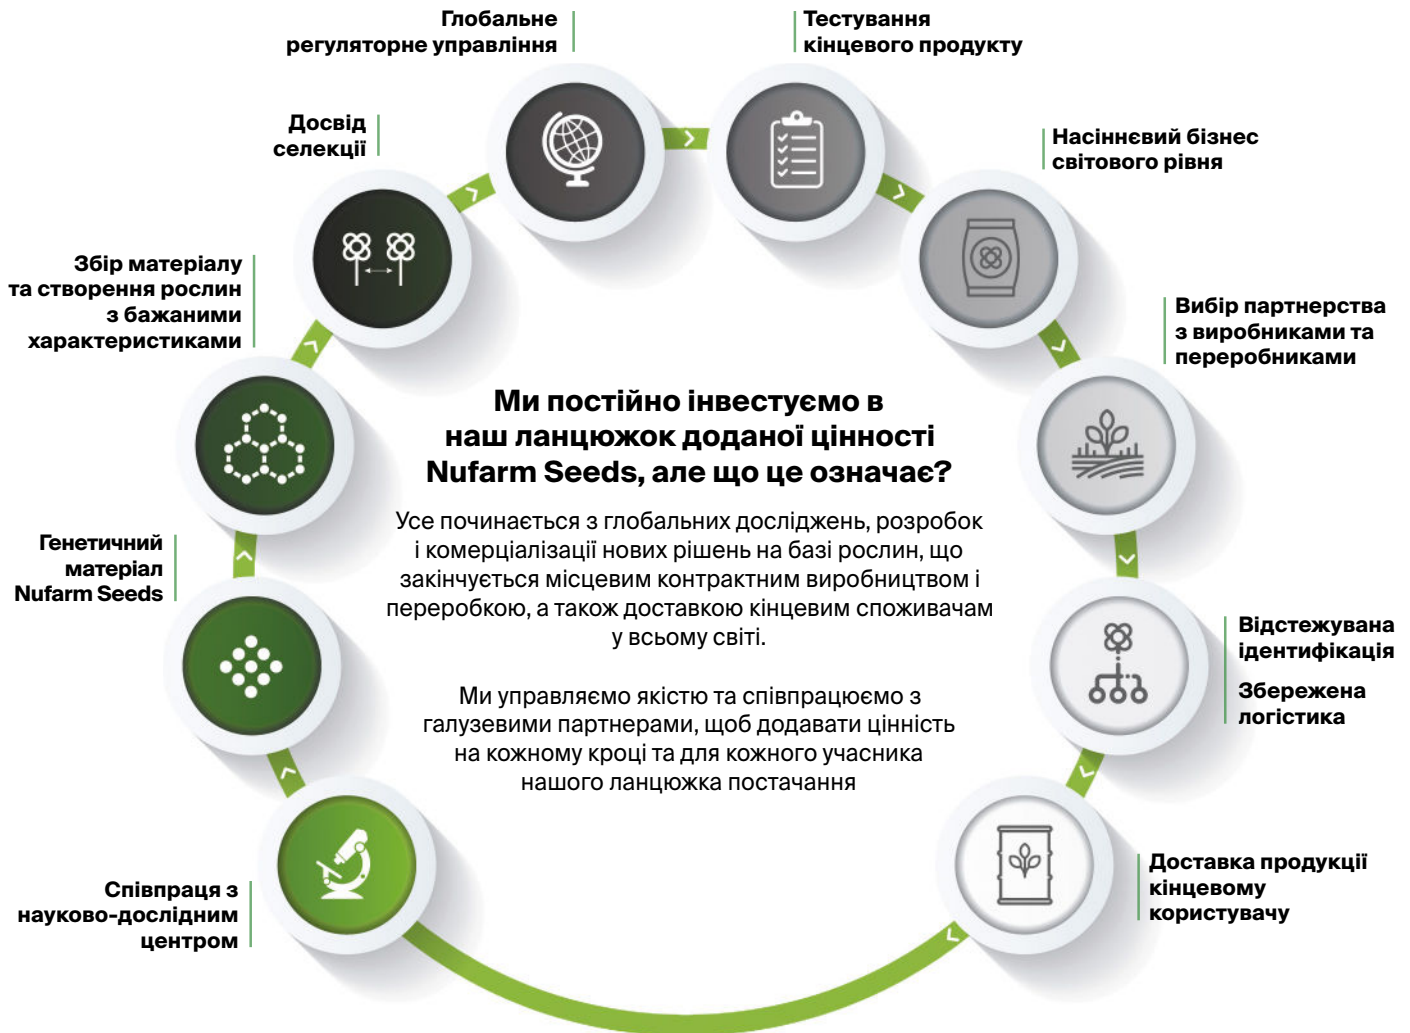 Глобальне
регуляторне управління
Тестування
кінцевого продукту
Досвід
селекції
Насіннєвий бізнес
світового рівня
Збір матеріалу
та створення рослин
з бажаними
характеристиками
Вибір партнерства
з виробниками та
переробниками
Ми постійно інвестуємо в
наш ланцюжок доданої цінності
Nufarm Seeds, але що це означає?
Усе починається з глобальних досліджень, розробок
і комерціалізації нових рішень на базі рослин, що
закінчується місцевим контрактним виробництвом і
переробкою, а також доставкою кінцевим споживачам
у всьому світі.
Ми управляємо якістю та співпрацюємо з
галузевими партнерами, щоб додавати цінність
на кожному кроці та для кожного учасника
нашого ланцюжка постачання
Генетичний
матеріал
Nufarm Seeds
Відстежувана
ідентифікація
Збережена
логістика
Співпраця з
науково-дослідним
центром
Доставка продукції
кінцевому
користувачу